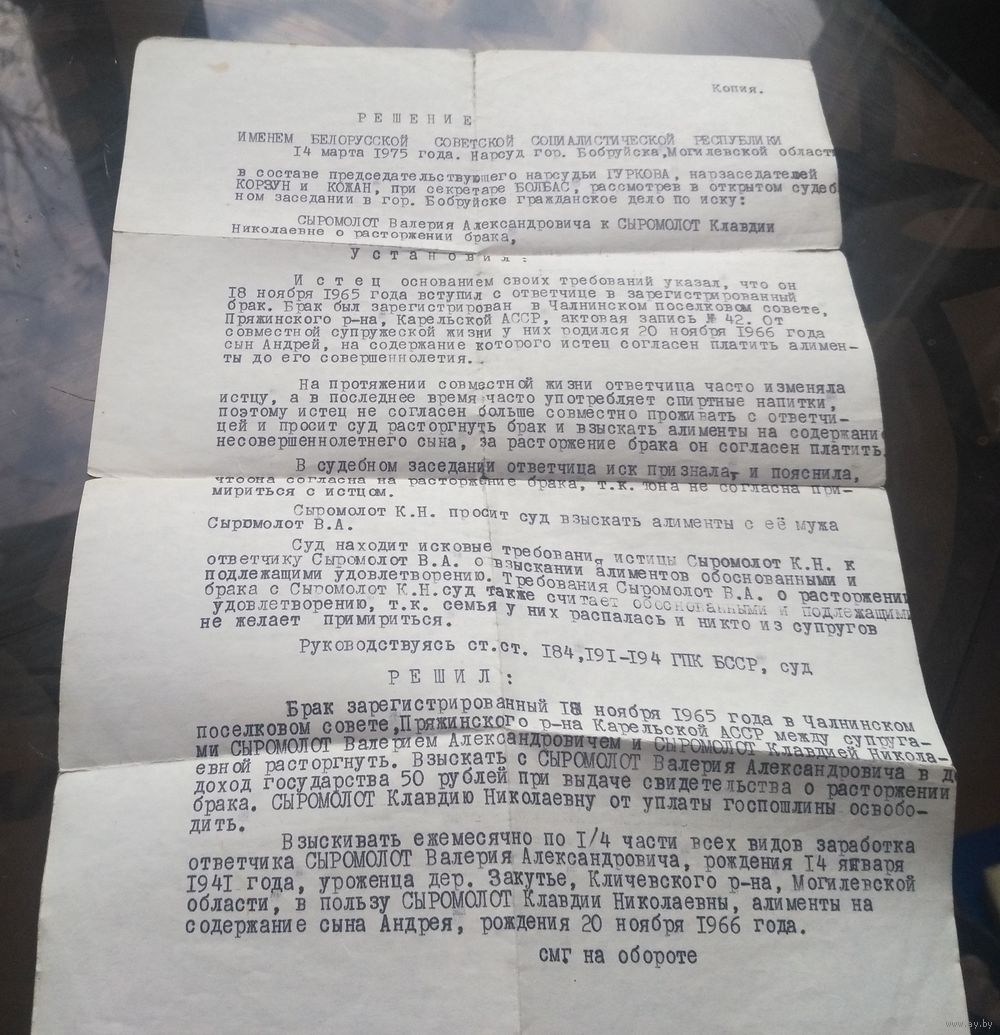 Копия.
РЕШЕНИЕ
ИМЕНЕМ БЕЛОРУССКОЙ СОВЕТСКОЙ СОЦИАЛИСТИЧЕСКОЙ РЕСПУБЛИКИ
14 марта 1975 года. Нарсуд гор. Бобруйска,Могилевской област
в составе председательствующего нарсудьи ГУРКОВА, нарзаседателей
КОРЗУН и КОЖАН, при секретаре БОЛБАС, рассмотрев в открытом судеб
ном заседании в гор. Бобруйске гражданское дело по иску:
СЫРОМОЛОТ Валерия Александровича к СЫРОМОЛОТ Клавдии
Николаевне о расторжении брака,
Установил:
Истец основанием своих требований указал, что он
18 ноября 1965 года вступил с ответчице в зарегистрированный
брак. Брак был зарегистрирован в Чалнинском поселковом совете,
Пряжинского р-на, Карельской АССР, актовая запись № 42. От
совместной супружеской жизни у них родился 20 ноября 1966 года
сын Андрей, на содержание которого истец согласен платить алимен-
ты до его совершеннолетия.
На протяжении совместной жизни ответчица часто изменяла
истцу, а в последнее время часто употребляет спиртные напитки,
поэтому истец не согласен больше совместно проживать с ответчи-
цей и просит суд расторгнуть брак и взыскать алименты на содержани
несовершеннолетнего сына, за расторжение брака он согласен платить.
В судебном заседании ответчица иск признала, и пояснила,
чтоона согласна на расторжение брака, т.к. она не согласна при-
мириться с истцом.
Сыромолот К.Н. просит суд взыскать алименты с её мужа
Сыромолот В.А.
Суд находит исковые требовани, истицы Сыромолот К.Н. к
ответчику Сыромолот В.А. о взыскании алиментов обоснованными и
подлежащими удовлетворению. Требования Сыромолот В.А. о расторжени
брака с Сыромолот К.Н.суд также считает обоснованными и подлежащими
удовлетворению, т.к. семья у них распалась и никто из супругов
не желает примириться.
Руководствуясь ст.ст. 184,191-194 ГПК БССР, суд
РЕШИЛ:
Брак зарегистрированный 18 ноября 1965 года в Чалнинском
поселковом совете,Пряжинского р-на Карельской АССР между супруга-
ми СЫРОМОЛОТ Валерием Александровичем и СЫРОМОЛОТ Клавдией Никола-
евной расторгнуть. Взыскать с СЫРОМОЛОТ Валерия Александровича в д
доход государства 50 рублей при выдаче свидетельства о расторжении
брака. СЫРОМОЛОТ Клавдию Николаевну от уплаты госпошлины освобо-
дить.
Взыскивать ежемесячно по 1/4 части всех видов заработка
ответчика СЫРОМОЛОТ Валерия Александровича, рождения 14 января
1941 года, уроженца дер. Закутье, Кличевского р-на, Могилевской
области, в пользу СЫРОМОЛОТ Клавдии Николаевны, алименты на
содержание сына Андрея, рождения 20 ноября 1966 года.
смг на обороте
www.ay.by